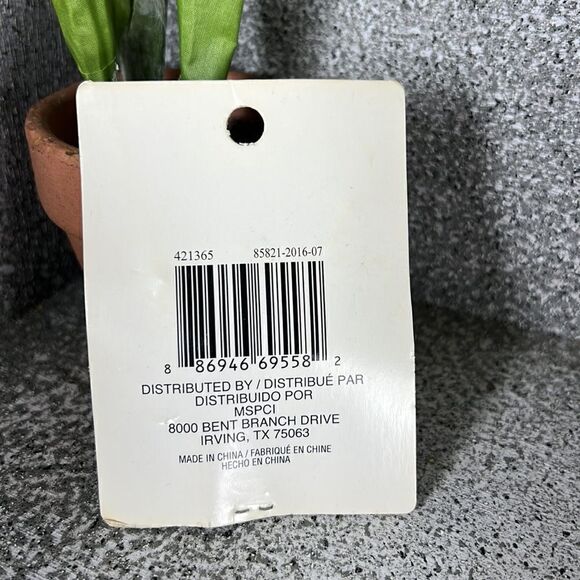 421365 85821-2016-07
8 86946 69558 2
DISTRIBUTED BY / DISTRIBUÉ PAR
DISTRIBUIDO POR
MSPCI
8000 BENT BRANCH DRIVE
IRVING, TX 75063
MADE IN CHINA / FABRIQUÉ EN CHINE
HECHO EN CHINA